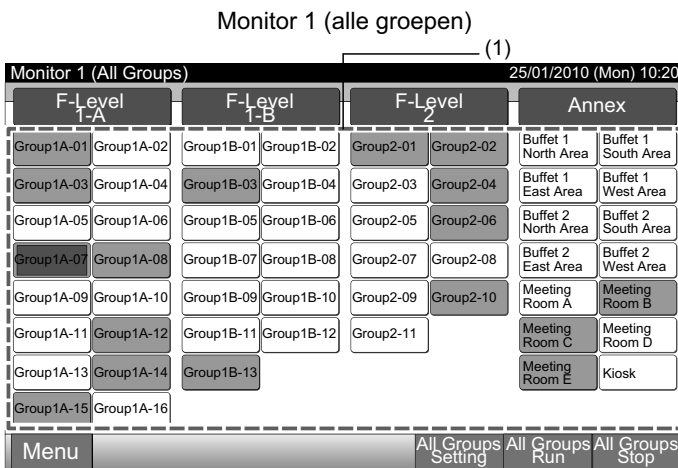 Monitor 1 (alle groepen)
(1)
Monitor 1 (All Groups) 25/01/2010 (Mon) 10:20
F-Level
1-A
F-Level
1-B
F-Level
2
Annex
Group1A-01 Group1A-02 Group1B-01 Group1B-02 Group2-01 Group2-02
Buffet 1
North Area
Buffet 1
South Area
Group1A-03 Group1A-04 Group1B-03 Group1B-04 Group2-03 Group2-04
Buffet 1
East Area
Buffet 1
West Area
Group1A-05 Group1A-06 Group1B-05 Group1B-06 Group2-05 Group2-06
Buffet 2
North Area
Buffet 2
South Area
Group1A-07 Group1A-08 Group1B-07 Group1B-08 Group2-07 Group2-08
Buffet 2
East Area
Buffet 2
West Area
Group1A-09 Group1A-10 Group1B-09 Group1B-10 Group2-09 Group2-10
Meeting
Room A
Meeting
Room B
Group1A-11 Group1A-12 Group1B-11 Group1B-12 Group2-11
Meeting
Room C
Meeting
Room D
Group1A-13 Group1A-14 Group1B-13
Meeting
Room E
Kiosk
Group1A-15 Group1A-16
Menu
All Groups
Setting
All Groups
Run
All Groups
Stop